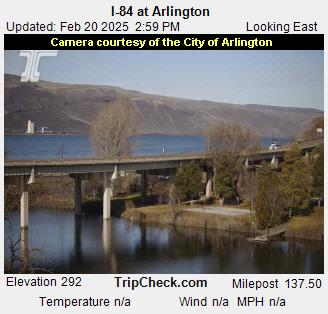 I-84 at Arlington
Updated: Feb 20 2025 2:59 PM Looking East
Camera courtesy of the City of Arlington
Elevation 292 TripCheck.com Milepost 137.50
Temperature n/a Wind n/a MPH n/a